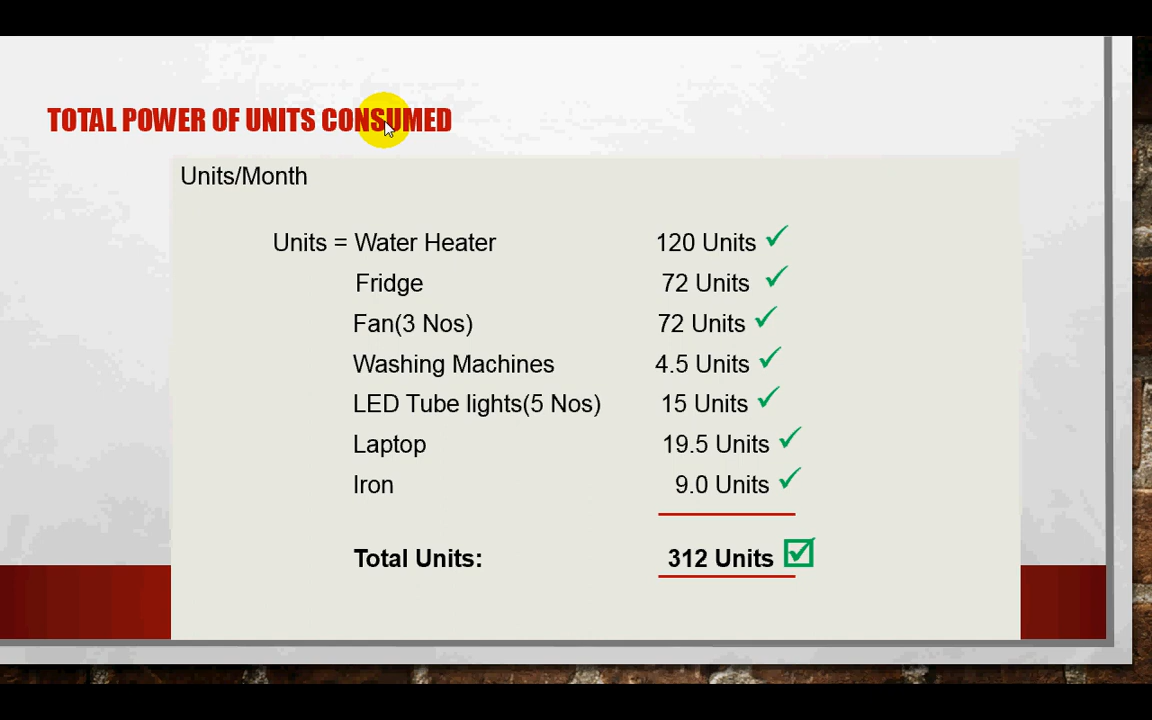 TOTAL POWER OF UNITS CONSUMED
Units/Month
Units = Water Heater 120 Units
Fridge 72 Units
Fan(3 Nos) 72 Units
Washing Machines 4.5 Units
LED Tube lights(5 Nos) 15 Units
Laptop 19.5 Units
Iron 9.0 Units
Total Units: 312 Units